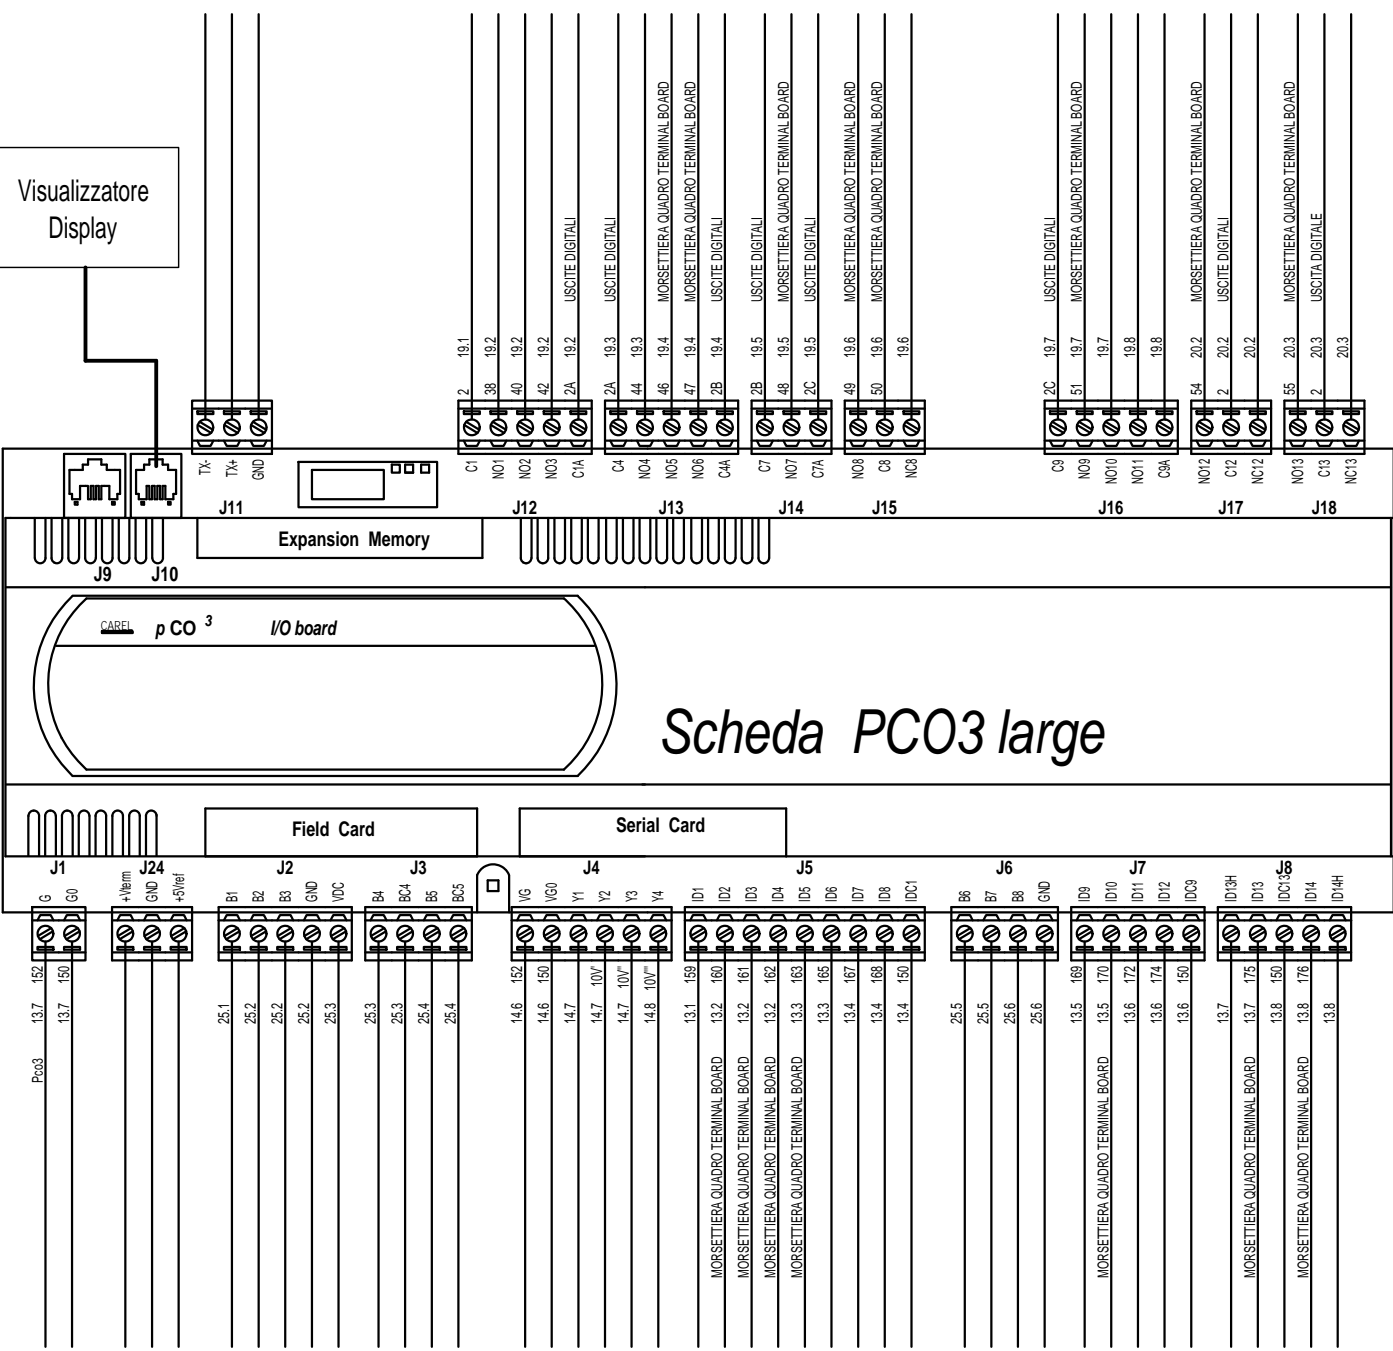 Visualizzatore
Display
2 19.1
38 19.2
40 19.2
42 19.2
2A 19.2 USCITE DIGITALI
2A 19.3 USCITE DIGITALI
44 19.3
46 19.4 MORSETTIERA QUADRO TERMINAL BOARD
47 19.4 MORSETTIERA QUADRO TERMINAL BOARD
2B 19.4 USCITE DIGITALI
2B 19.5 USCITE DIGITALI
48 19.5 MORSETTIERA QUADRO TERMINAL BOARD
2C 19.5 USCITE DIGITALI
49 19.6 MORSETTIERA QUADRO TERMINAL BOARD
50 19.6 MORSETTIERA QUADRO TERMINAL BOARD
19.6
2C 19.7 USCITE DIGITALI
51 19.7 MORSETTIERA QUADRO TERMINAL BOARD
19.7
19.8
19.8
54 20.2 MORSETTIERA QUADRO TERMINAL BOARD
2 20.2 USCITE DIGITALI
20.2
55 20.3 MORSETTIERA QUADRO TERMINAL BOARD
2 20.3 USCITA DIGITALE
20.3
TX- TX+ GND
C1 NO1 NO2 NO3 C1A
C4 NO4 NO5 NO6 C4A
C7 NO7 C7A
NO8 C8 NC8
C9 NO9 NO10 NO11 C9A
NO12 C12 NC12
NO13 C13 NC13
J11 J12 J13 J14 J15 J16 J17 J18
Expansion Memory
J9 J10
CAREL pCO 3 I/O board
Scheda PCO3 large
Field Card
Serial Card
J1 J24 J2 J3 J4 J5 J6 J7 J8
G G0
+Vterm GND +5Vref
B1 B2 B3 GND VDC
B4 BC4 B5 BC5
VG VG0 Y1 Y2 Y3 Y4
ID1 ID2 ID3 ID4 ID5 ID6 ID7 ID8 IDC1
B6 B7 B8 GND
ID9 ID10 ID11 ID12 IDC9
ID13H ID13 IDC13 ID14 ID14H
Pco3 13.7 152
13.7 150
25.1
25.2
25.2
25.2
25.3
25.3
25.3
25.4
25.4
14.6 152
14.6 150
14.7
14.7 10V'
14.7 10V''
14.8 10V'''
13.1 159
MORSETTIERA QUADRO TERMINAL BOARD 13.2 160
MORSETTIERA QUADRO TERMINAL BOARD 13.2 161
MORSETTIERA QUADRO TERMINAL BOARD 13.2 162
MORSETTIERA QUADRO TERMINAL BOARD 13.3 163
13.3 165
13.4 167
13.4 168
13.4 150
25.5
25.5
25.6
25.6
13.5 169
MORSETTIERA QUADRO TERMINAL BOARD 13.5 170
13.6 172
13.6 174
13.6 150
13.7
MORSETTIERA QUADRO TERMINAL BOARD 13.7 175
13.8 150
MORSETTIERA QUADRO TERMINAL BOARD 13.8 176
13.8